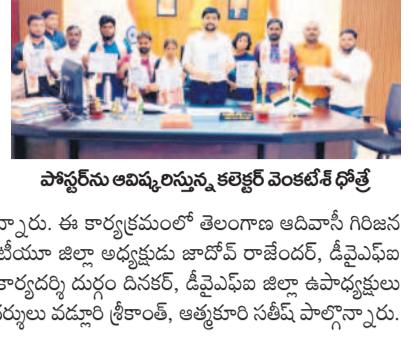 పోస్టర్‌ను ఆవిష్కరిస్తున్న కలెక్టర్ వెంకటేశ్ ధోత్రే
న్నారు. ఈ కార్యక్రమంలో తెలంగాణ ఆదివాసీ గిరిజన
టీయూ జిల్లా అధ్యక్షుడు జాదోవ్ రాజేందర్, డీవైఎఫ్ఐ
కార్యదర్శి దుర్గం దినకర్, డీవైఎఫ్ఐ జిల్లా ఉపాధ్యక్షులు
ర్శులు వడ్లూరి శ్రీకాంత్, ఆత్మకూరి సతీష్ పాల్గొన్నారు.